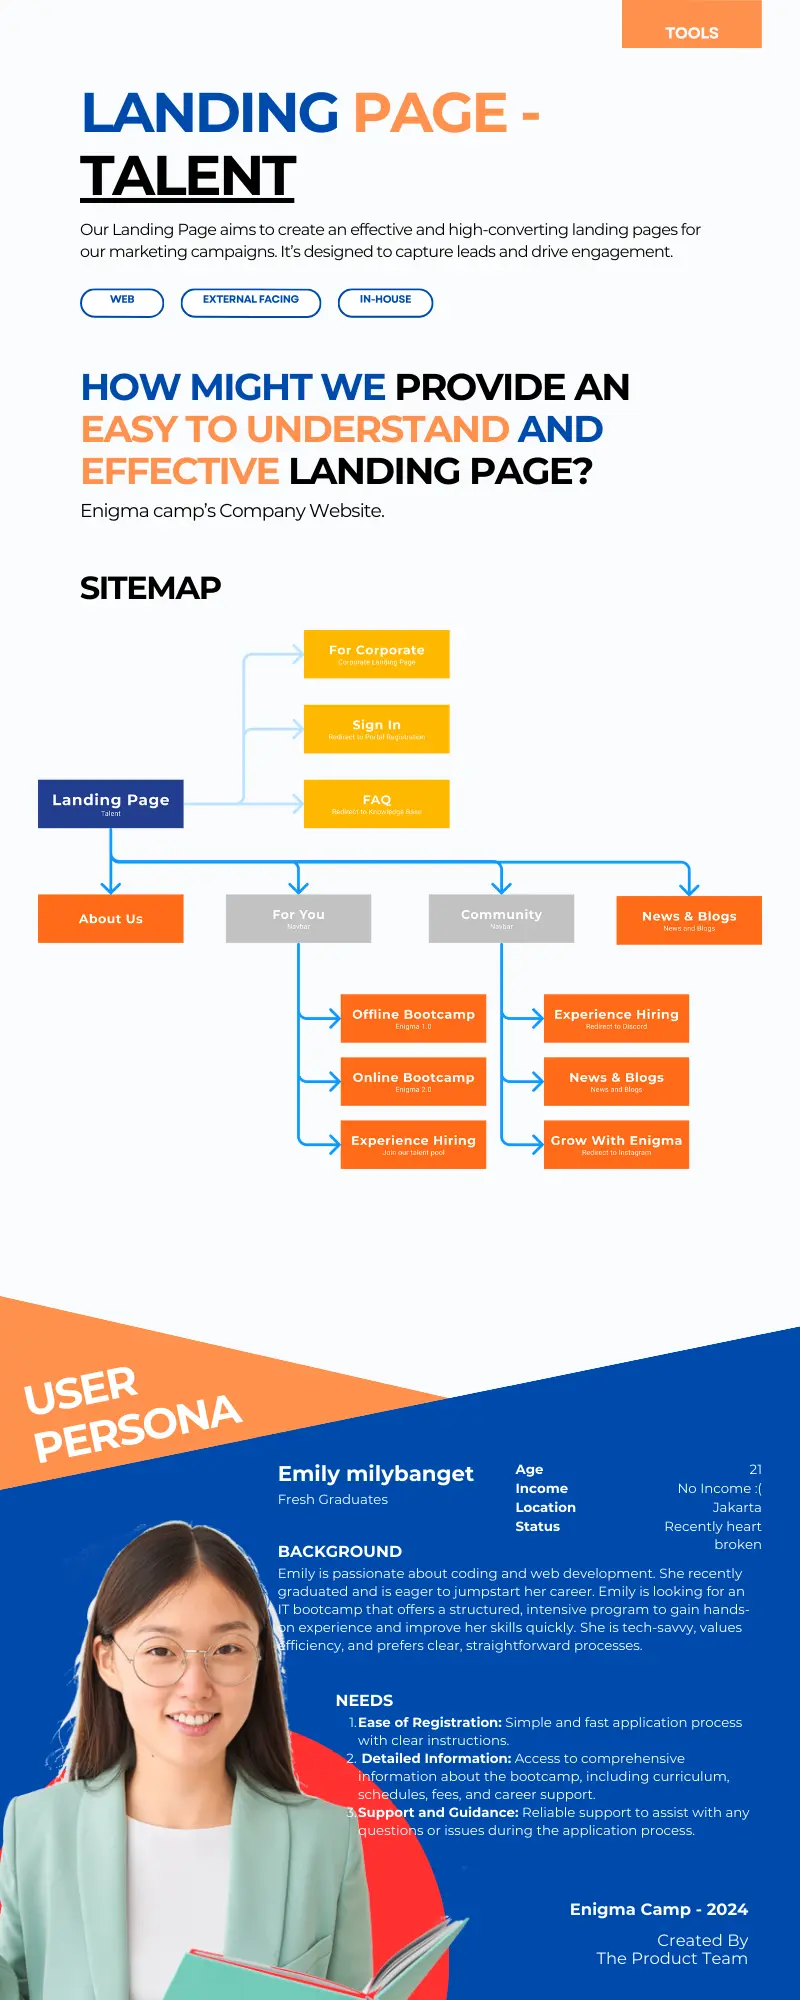 TOOLS
LANDING PAGE -
TALENT
Our Landing Page aims to create an effective and high-converting landing pages for
our marketing campaigns. It's designed to capture leads and drive engagement.
WEB
EXTERNAL FACING
IN-HOUSE
HOW MIGHT WE PROVIDE AN
EASY TO UNDERSTAND AND
EFFECTIVE LANDING PAGE?
Enigma camp's Company Website.
SITEMAP
For Corporate
Corporate Landing Page
Sign In
Redirect to Portal Registration
Landing Page
Talent
FAQ
Redirect to Knowledge Base
About Us
For You
Navbar
Community
Navbar
News & Blogs
News and Blogs
Offline Bootcamp
Enigma 1.0
Experience Hiring
Redirect to Discord
Online Bootcamp
Enigma 2.0
News & Blogs
News and Blogs
Experience Hiring
Join our talent pool
Grow With Enigma
Redirect to Instagram
USER
PERSONA
Emily milybanget
Fresh Graduates
Age 21
Income No Income :(
Location Jakarta
Status Recently heart
broken
BACKGROUND
Emily is passionate about coding and web development. She recently
graduated and is eager to jumpstart her career. Emily is looking for an
IT bootcamp that offers a structured, intensive program to gain hands-
on experience and improve her skills quickly. She is tech-savvy, values
efficiency, and prefers clear, straightforward processes.
NEEDS
1. Ease of Registration: Simple and fast application process
with clear instructions.
2. Detailed Information: Access to comprehensive
information about the bootcamp, including curriculum,
schedules, fees, and career support.
3. Support and Guidance: Reliable support to assist with any
questions or issues during the application process.
Enigma Camp - 2024
Created By
The Product Team